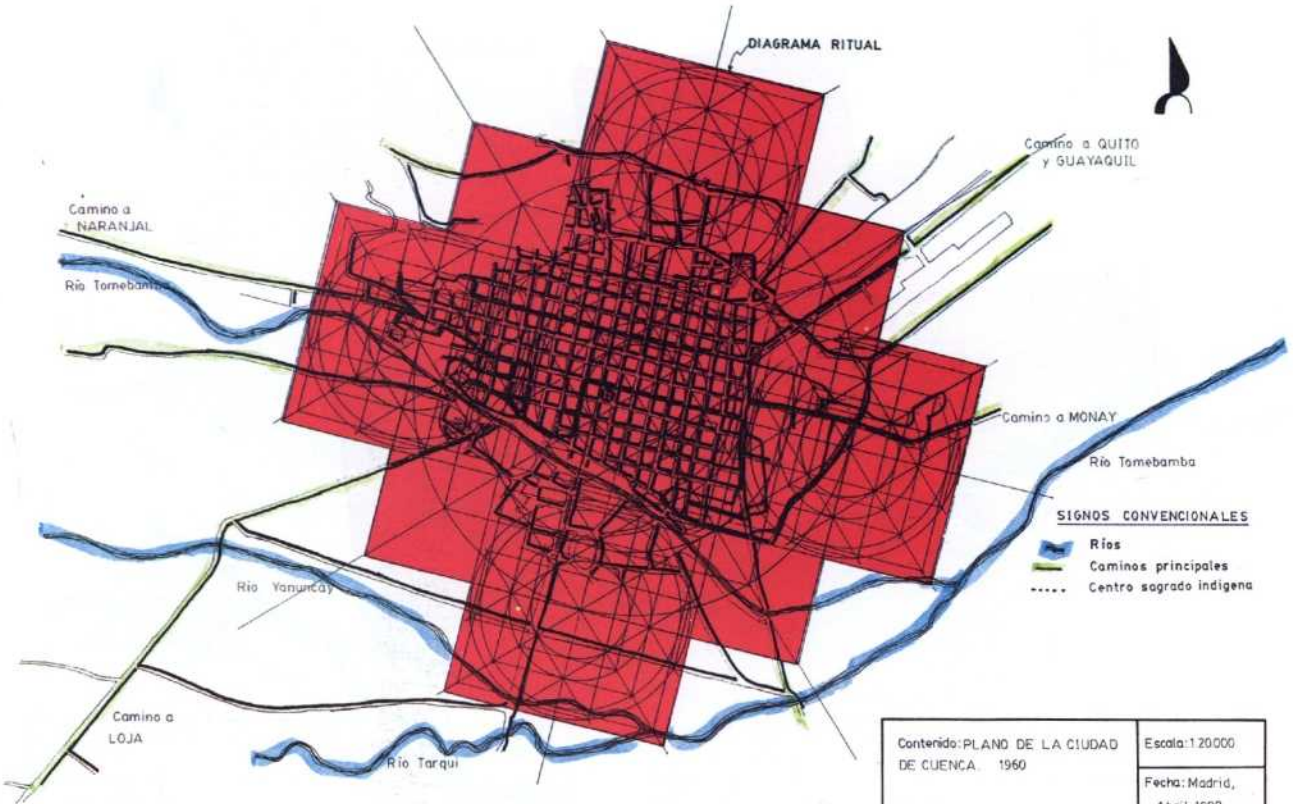 DIAGRAMA RITUAL
Camino a QUITO
y GUAYAQUIL
Camino a
NARANJAL
Río Tomebamba
Camino a MONAY
Río Tomebamba
SIGNOS CONVENCIONALES
Ríos
Caminos principales
Centro sagrado indigena
Río Yanuncay
Camino a
LOJA
Río Tarqui
Contenido: PLANO DE LA CIUDAD
DE CUENCA. 1960
Escala: 1:20000
Fecha: Madrid,